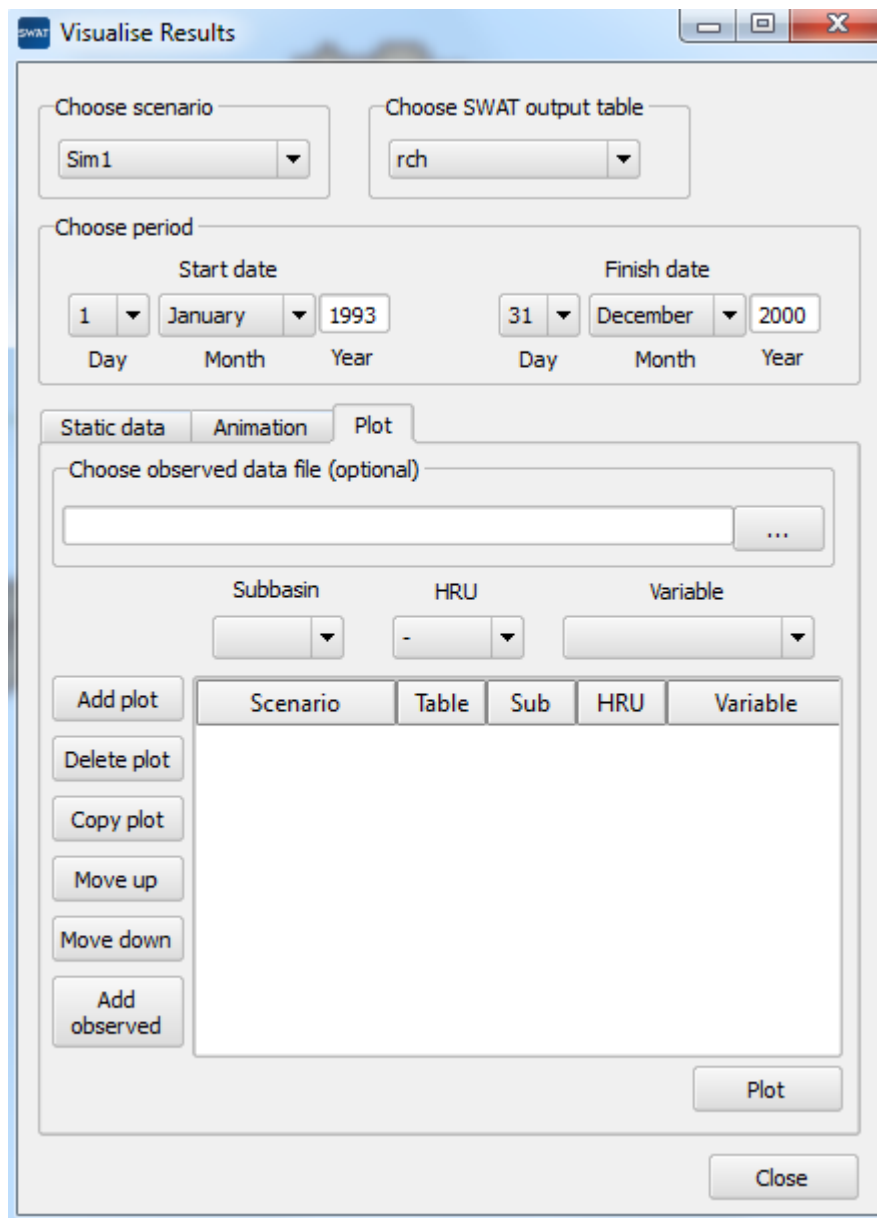 SWAT Visualise Results
Choose scenario Choose SWAT output table
Sim1 rch
Choose period
Start date Finish date
1 January 1993 31 December 2000
Day Month Year Day Month Year
Static data Animation Plot
Choose observed data file (optional)
...
Subbasin HRU Variable
-
Add plot Scenario Table Sub HRU Variable
Delete plot
Copy plot
Move up
Move down
Add
observed
Plot
Close